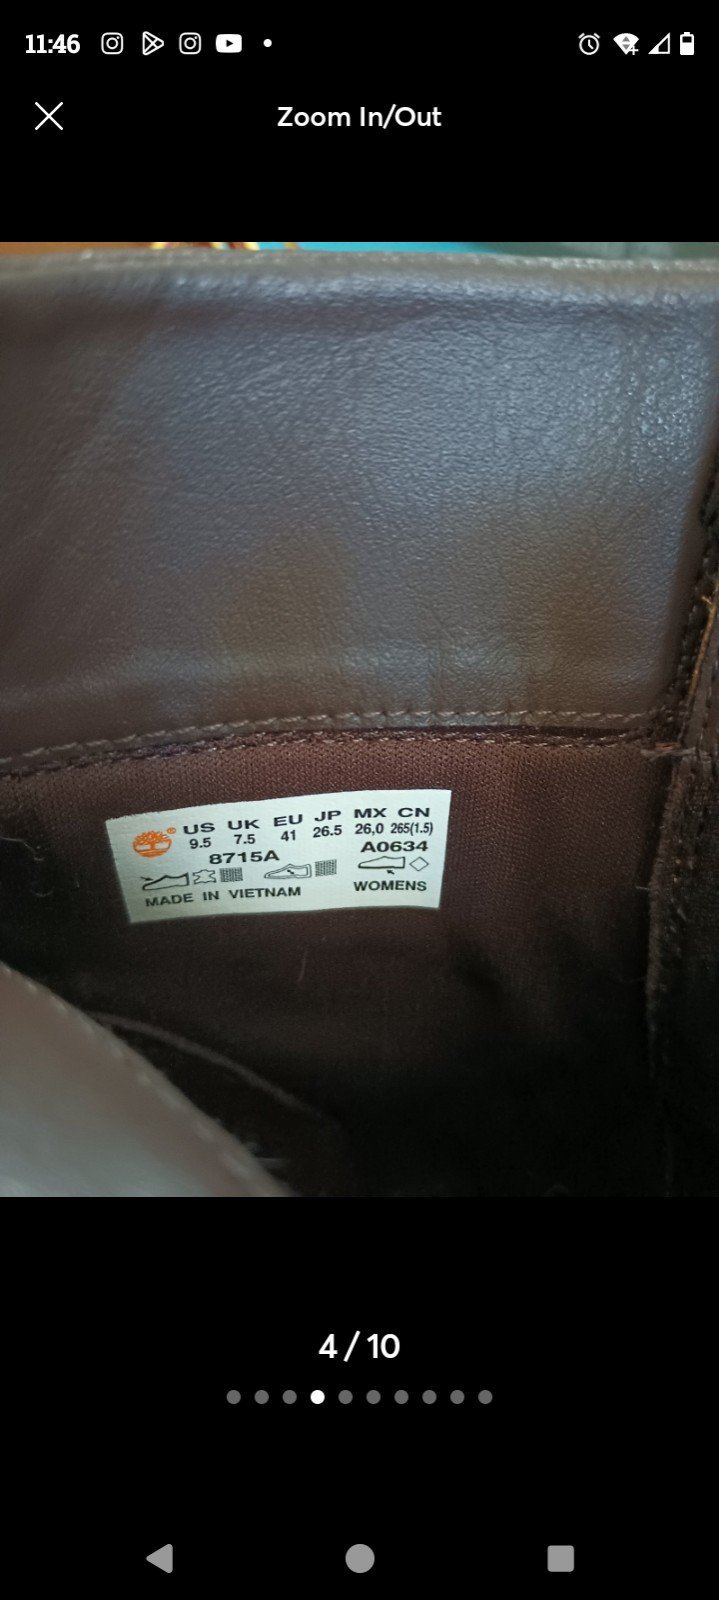 11:46
Zoom In/Out
US UK EU JP MX CN
9.5 7.5 41 26.5 26,0 265(1.5)
8715A A0634
MADE IN VIETNAM WOMENS
4 / 10